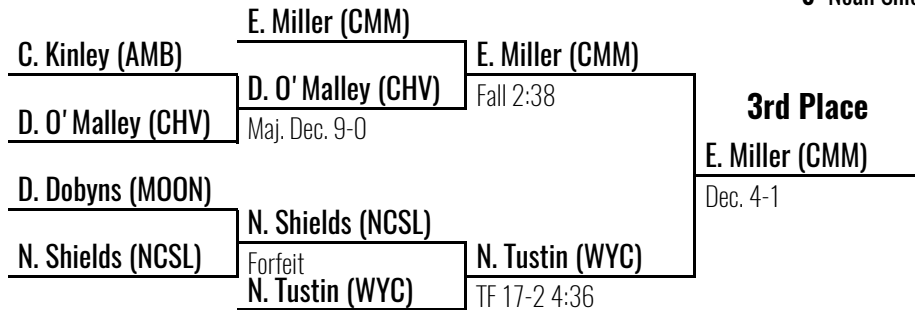 E. Miller (CMM)
C. Kinley (AMB)
E. Miller (CMM)
D. O'Malley (CHV)
Fall 2:38
D. O'Malley (CHV)
Maj. Dec. 9-0
3rd Place
E. Miller (CMM)
Dec. 4-1
D. Dobyns (MOON)
N. Shields (NCSL)
N. Shields (NCSL)
Forfeit
N. Tustin (WYC)
N. Tustin (WYC)
TF 17-2 4:36